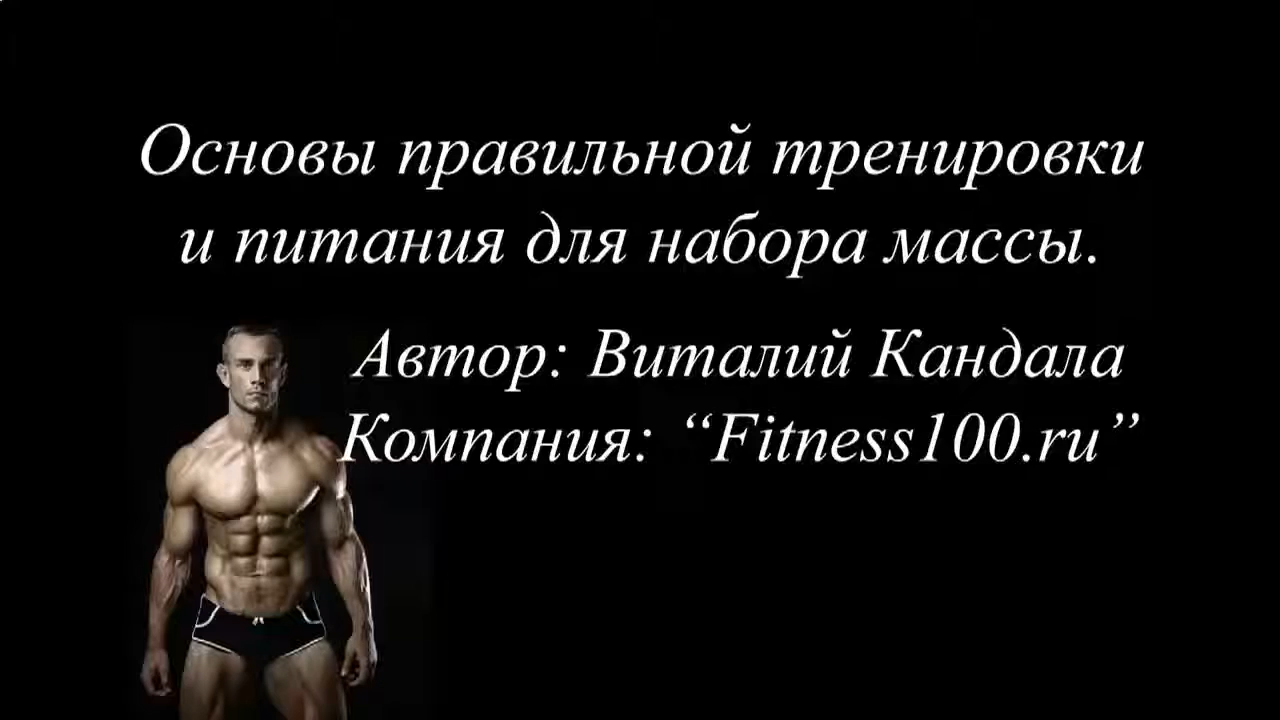 Основы правильной тренировки
и питания для набора массы.
Автор: Виталий Кандала
Компания: “Fitness100.ru”